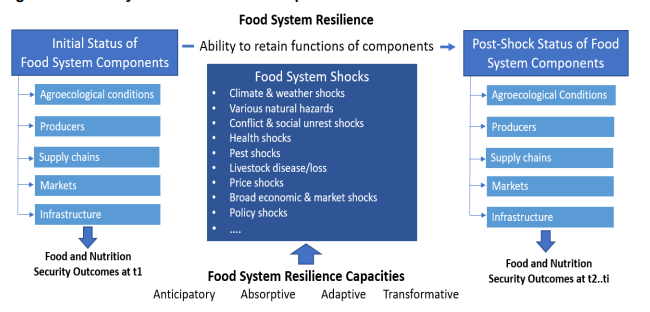 Food System Resilience
Initial Status of
Food System Components
Ability to retain functions of components
Post-Shock Status of Food
System Components
Agroecological conditions
Producers
Supply chains
Markets
Infrastructure
Food and Nutrition
Security Outcomes at t1
Food System Shocks
• Climate & weather shocks
• Various natural hazards
• Conflict & social unrest shocks
• Health shocks
• Pest shocks
• Livestock disease/loss
• Price shocks
• Broad economic & market shocks
• Policy shocks
• ....
Food System Resilience Capacities
Anticipatory Absorptive Adaptive Transformative
Agroecological Conditions
Producers
Supply chains
Markets
Infrastructure
Food and Nutrition
Security Outcomes at t2..ti